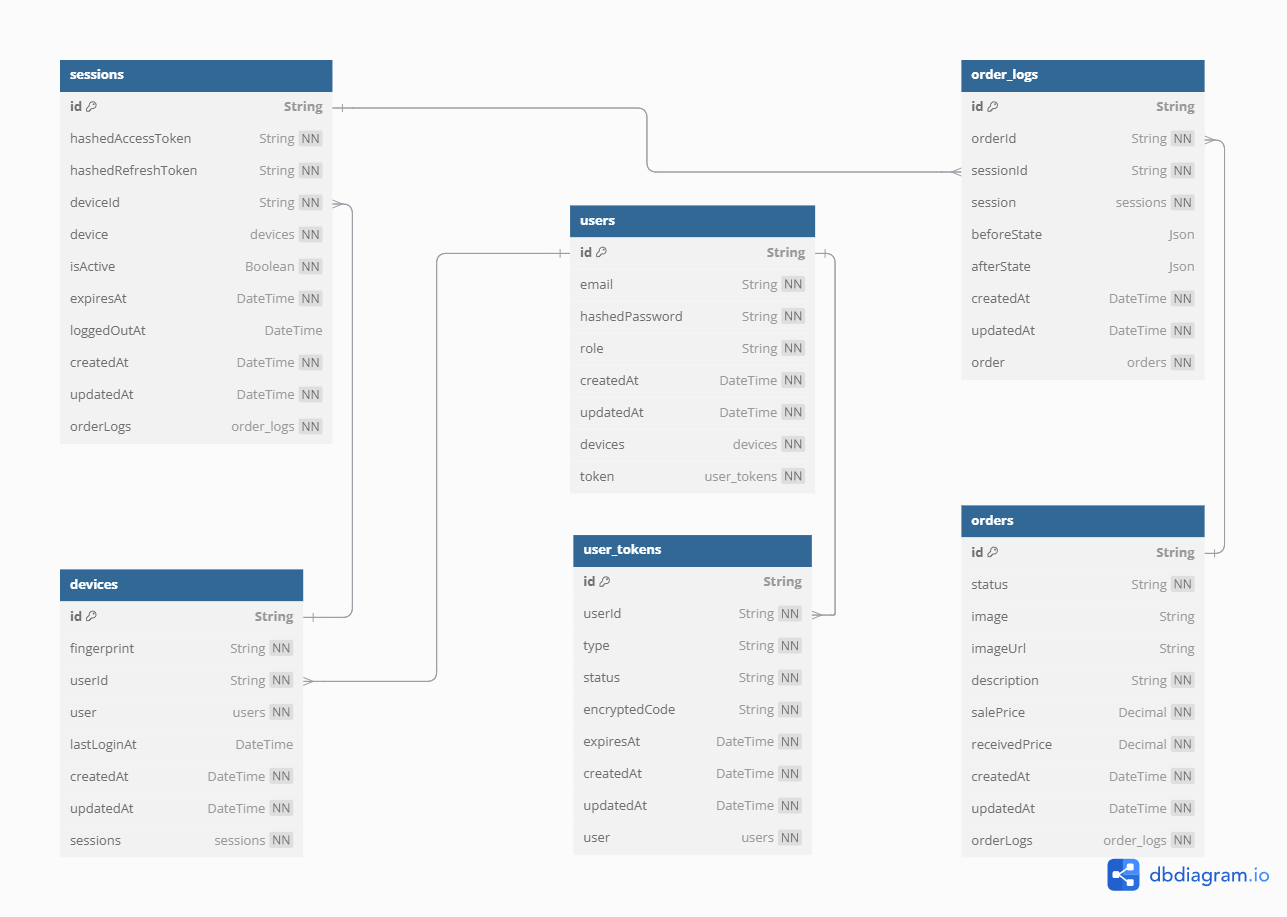 sessions
id String
hashedAccessToken String NN
hashedRefreshToken String NN
deviceId String NN
device devices NN
isActive Boolean NN
expiresAt DateTime NN
loggedOutAt DateTime
createdAt DateTime NN
updatedAt DateTime NN
orderLogs order_logs NN
devices
id String
fingerprint String NN
userId String NN
user users NN
lastLoginAt DateTime
createdAt DateTime NN
updatedAt DateTime NN
sessions sessions NN
users
id String
email String NN
hashedPassword String NN
role String NN
createdAt DateTime NN
updatedAt DateTime NN
devices devices NN
token user_tokens NN
user_tokens
id String
userId String NN
type String NN
status String NN
encryptedCode String NN
expiresAt DateTime NN
createdAt DateTime NN
updatedAt DateTime NN
user users NN
order_logs
id String
orderId String NN
sessionId String NN
session sessions NN
beforeState Json
afterState Json
createdAt DateTime NN
updatedAt DateTime NN
order orders NN
orders
id String
status String NN
image String
imageUrl String
description String NN
salePrice Decimal NN
receivedPrice Decimal NN
createdAt DateTime NN
updatedAt DateTime NN
orderLogs order_logs NN
dbdiagram.io